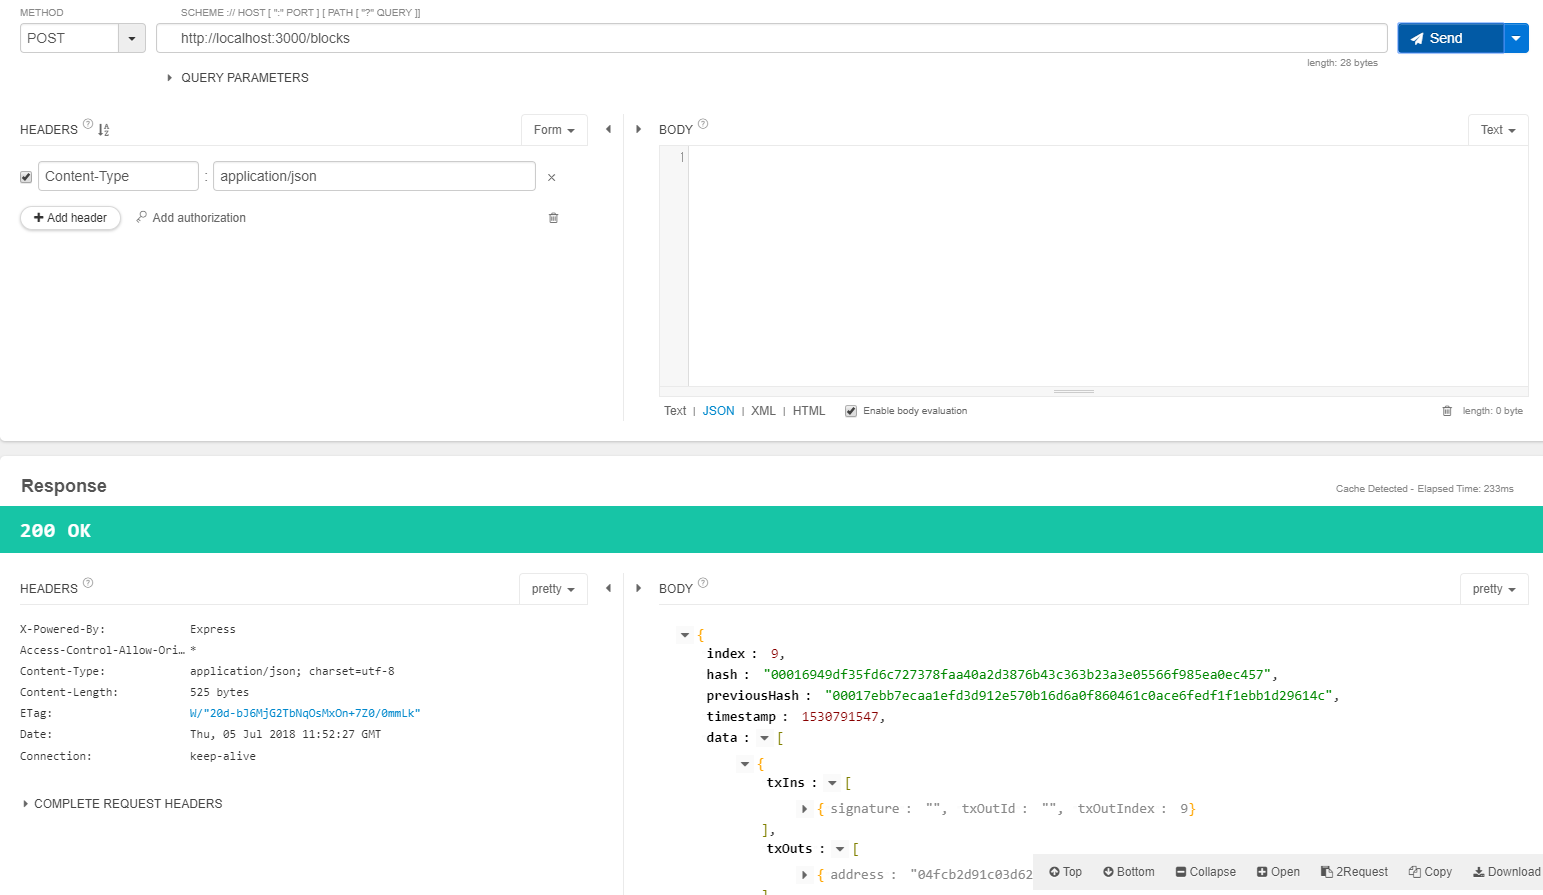 METHOD
SCHEME :// HOST [ ":" PORT ] [ PATH [ "?" QUERY ]]
POST
http://localhost:3000/blocks
Send
length: 28 bytes
QUERY PARAMETERS
HEADERS ?
Form
BODY ?
Text
Content-Type : application/json ×
1
+ Add header
Add authorization
Text | JSON | XML | HTML
Enable body evaluation
length: 0 byte
Response
Cache Detected - Elapsed Time: 233ms
200 OK
HEADERS ?
pretty
X-Powered-By: Express
Access-Control-Allow-Ori… *
Content-Type: application/json; charset=utf-8
Content-Length: 525 bytes
ETag: W/"20d-bJ6MjG2TbNqOsMxOn+7Z0/0mmLk"
Date: Thu, 05 Jul 2018 11:52:27 GMT
Connection: keep-alive
COMPLETE REQUEST HEADERS
BODY ?
pretty
{
index : 9,
hash : "00016949df35fd6c727378faa40a2d3876b43c363b23a3e05566f985ea0ec457",
previousHash : "00017ebb7ecaa1efd3d912e570b16d6a0f860461c0ace6fedf1f1ebb1d29614c",
timestamp : 1530791547,
data : [
{
txIns : [
{ signature : "", txOutId : "", txOutIndex : 9}
],
txOuts : [
{ address : "04fcb2d91c03d62
Top Bottom Collapse Open 2Request Copy Download